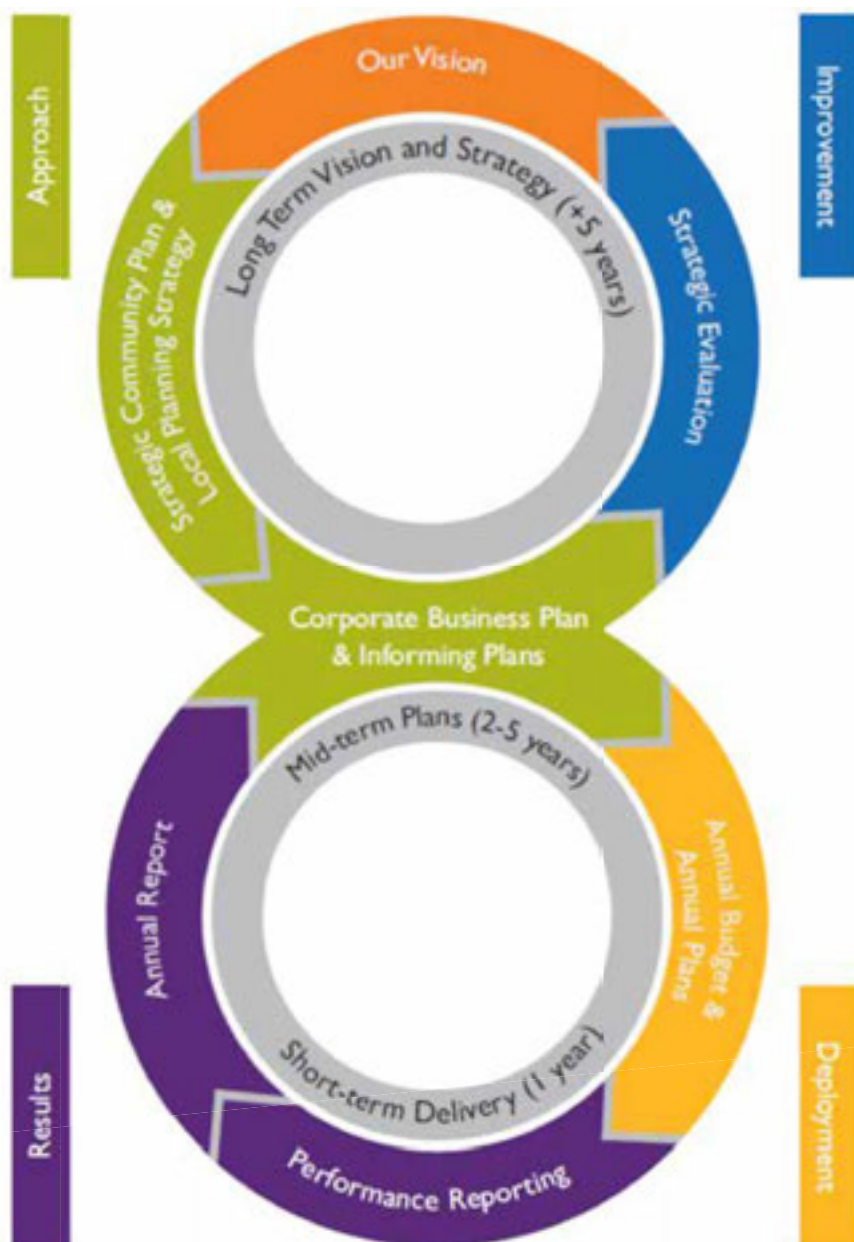 Approach
Improvement
Our Vision
Long Term Vision and Strategy (+5 years)
Strategic Community Plan &
Local Planning Strategy
Strategic Evaluation
Corporate Business Plan
& Informing Plans
Mid-term Plans (2-5 years)
Annual Report
Annual Budget &
Annual Plans
Short-term Delivery (1 year)
Performance Reporting
Results
Deployment